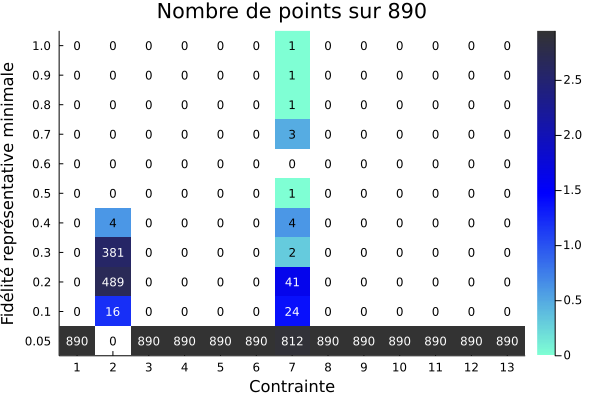 Nombre de points sur 890
Fidélité représentative minimale
1.0 0 0 0 0 0 0 1 0 0 0 0 0 0
0.9 0 0 0 0 0 0 1 0 0 0 0 0 0
0.8 0 0 0 0 0 0 1 0 0 0 0 0 0
0.7 0 0 0 0 0 0 3 0 0 0 0 0 0
0.6 0 0 0 0 0 0 0 0 0 0 0 0 0
0.5 0 0 0 0 0 0 1 0 0 0 0 0 0
0.4 0 4 0 0 0 0 4 0 0 0 0 0 0
0.3 0 381 0 0 0 0 2 0 0 0 0 0 0
0.2 0 489 0 0 0 0 41 0 0 0 0 0 0
0.1 0 16 0 0 0 0 24 0 0 0 0 0 0
0.05 890 0 890 890 890 890 812 890 890 890 890 890 890
1 2 3 4 5 6 7 8 9 10 11 12 13
Contrainte
2.5
2.0
1.5
1.0
0.5
0